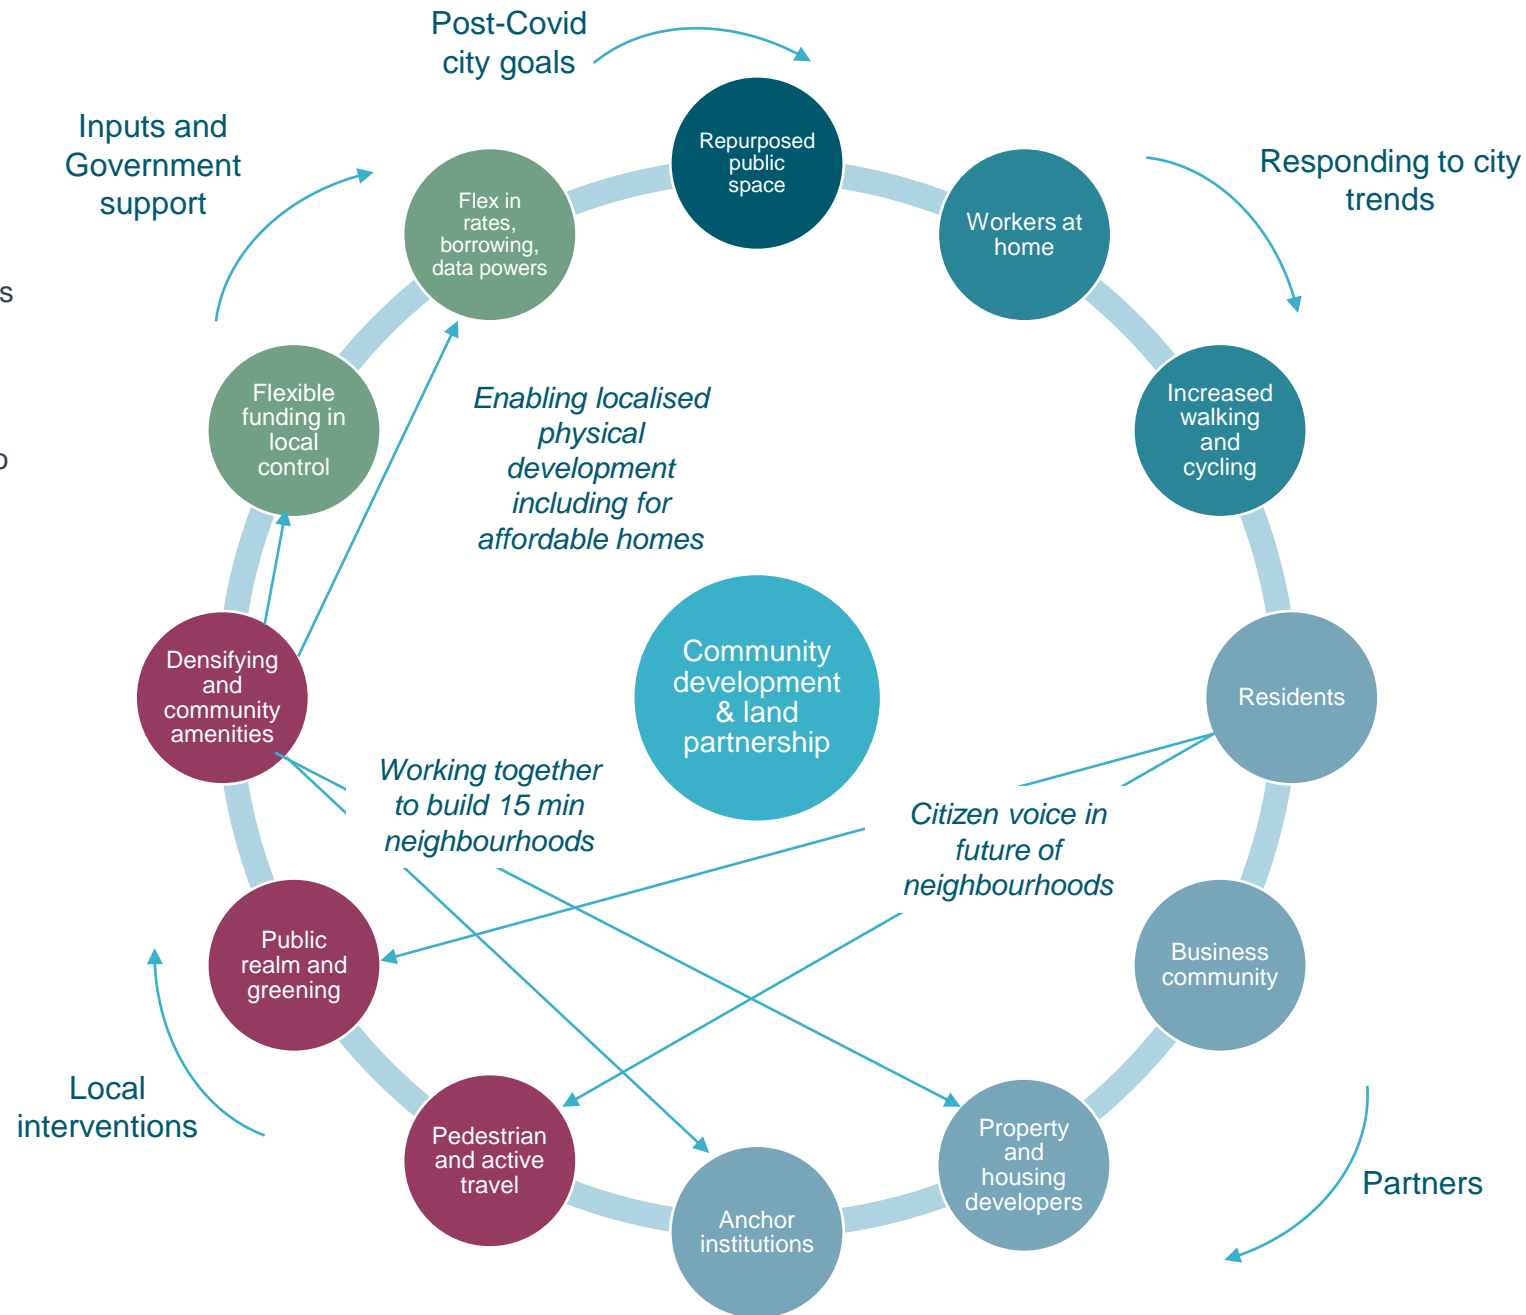 Post-Covid
city goals
Inputs and
Government
support
Repurposed
public
space
Responding to city
trends
Flex in
rates,
borrowing,
data powers
Workers at
home
s
Flexible
funding in
local
control
Enabling localised
physical
development
including for
affordable homes
Increased
walking
and
cycling
o
Densifying
and
community
amenities
Community
development
& land
partnership
Residents
Working together
to build 15 min
neighbourhoods
Citizen voice in
future of
neighbourhoods
Public
realm and
greening
Business
community
Local
interventions
Pedestrian
and active
travel
Anchor
institutions
Property
and
housing
developers
Partners